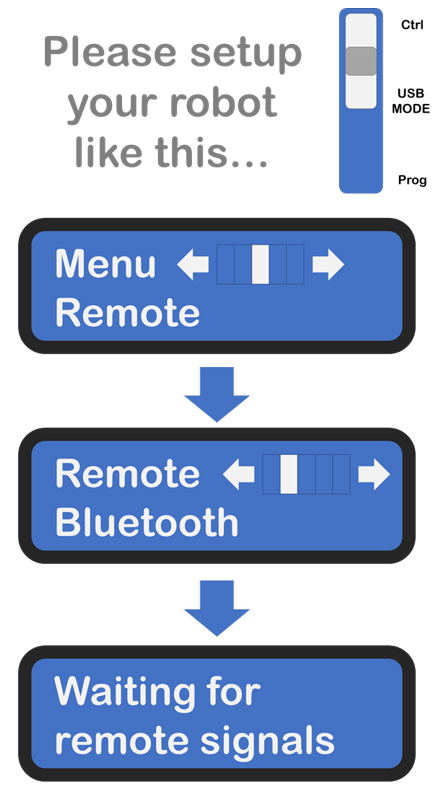 Please setup
your robot
like this...
Ctrl
USB
MODE
Prog
Menu
Remote
Remote
Bluetooth
Waiting for
remote signals